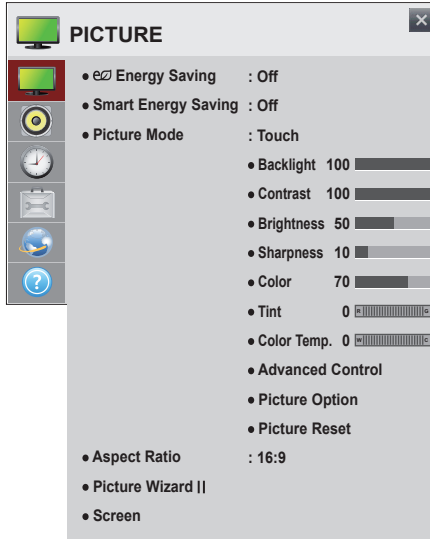 PICTURE
• Energy Saving : Off
• Smart Energy Saving : Off
• Picture Mode : Touch
• Backlight 100
• Contrast 100
• Brightness 50
• Sharpness 10
• Color 70
• Tint 0 R G
• Color Temp. 0 W C
• Advanced Control
• Picture Option
• Picture Reset
• Aspect Ratio : 16:9
• Picture Wizard II
• Screen
?